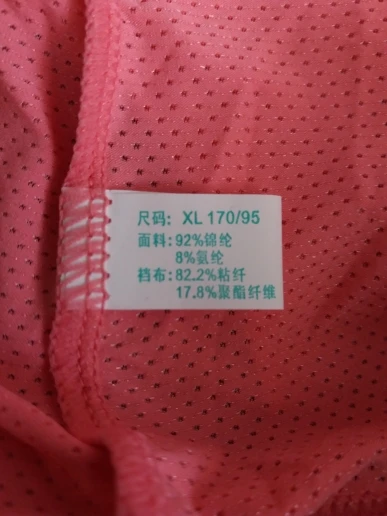 尺码: XL 170/95
面料:92%锦纶
8%氨纶
裆布:82.2%粘纤
17.8%聚酯纤维